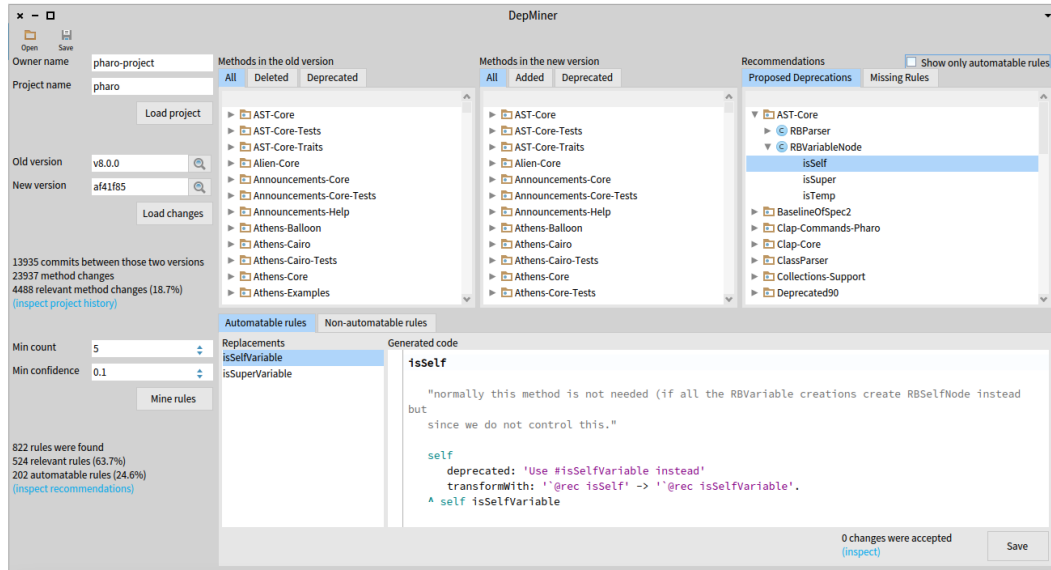 DepMiner
Open
Save
Owner name
pharo-project
Project name
pharo
Load project
Old version
v8.0.0
New version
af41f85
Load changes
13935 commits between those two versions
23937 method changes
4488 relevant method changes (18.7%)
(inspect project history)
Min count
5
Min confidence
0.1
Mine rules
822 rules were found
524 relevant rules (63.7%)
202 automatable rules (24.6%)
(inspect recommendations)
Methods in the old version
All Deleted Deprecated
AST-Core
AST-Core-Tests
AST-Core-Traits
Alien-Core
Announcements-Core
Announcements-Core-Tests
Announcements-Help
Athens-Balloon
Athens-Cairo
Athens-Cairo-Tests
Athens-Core
Athens-Examples
Methods in the new version
All Added Deprecated
AST-Core
AST-Core-Tests
AST-Core-Traits
Alien-Core
Announcements-Core
Announcements-Core-Tests
Announcements-Help
Athens-Balloon
Athens-Cairo
Athens-Cairo-Tests
Athens-Core
Athens-Core-Tests
Recommendations
Show only automatable rules
Proposed Deprecations Missing Rules
AST-Core
C RBParser
C RBVariableNode
isSelf
isSuper
isTemp
BaselineOfSpec2
Clap-Commands-Pharo
Clap-Core
ClassParser
Collections-Support
Deprecated90
Automatable rules Non-automatable rules
Replacements
isSelfVariable
isSuperVariable
Generated code
isSelf
"normally this method is not needed (if all the RBVariable creations create RBSelfNode instead
but
since we do not control this."
self
deprecated: 'Use #isSelfVariable instead'
transformWith: '`@rec isSelf' -> '`@rec isSelfVariable'.
^ self isSelfVariable
0 changes were accepted
(inspect)
Save